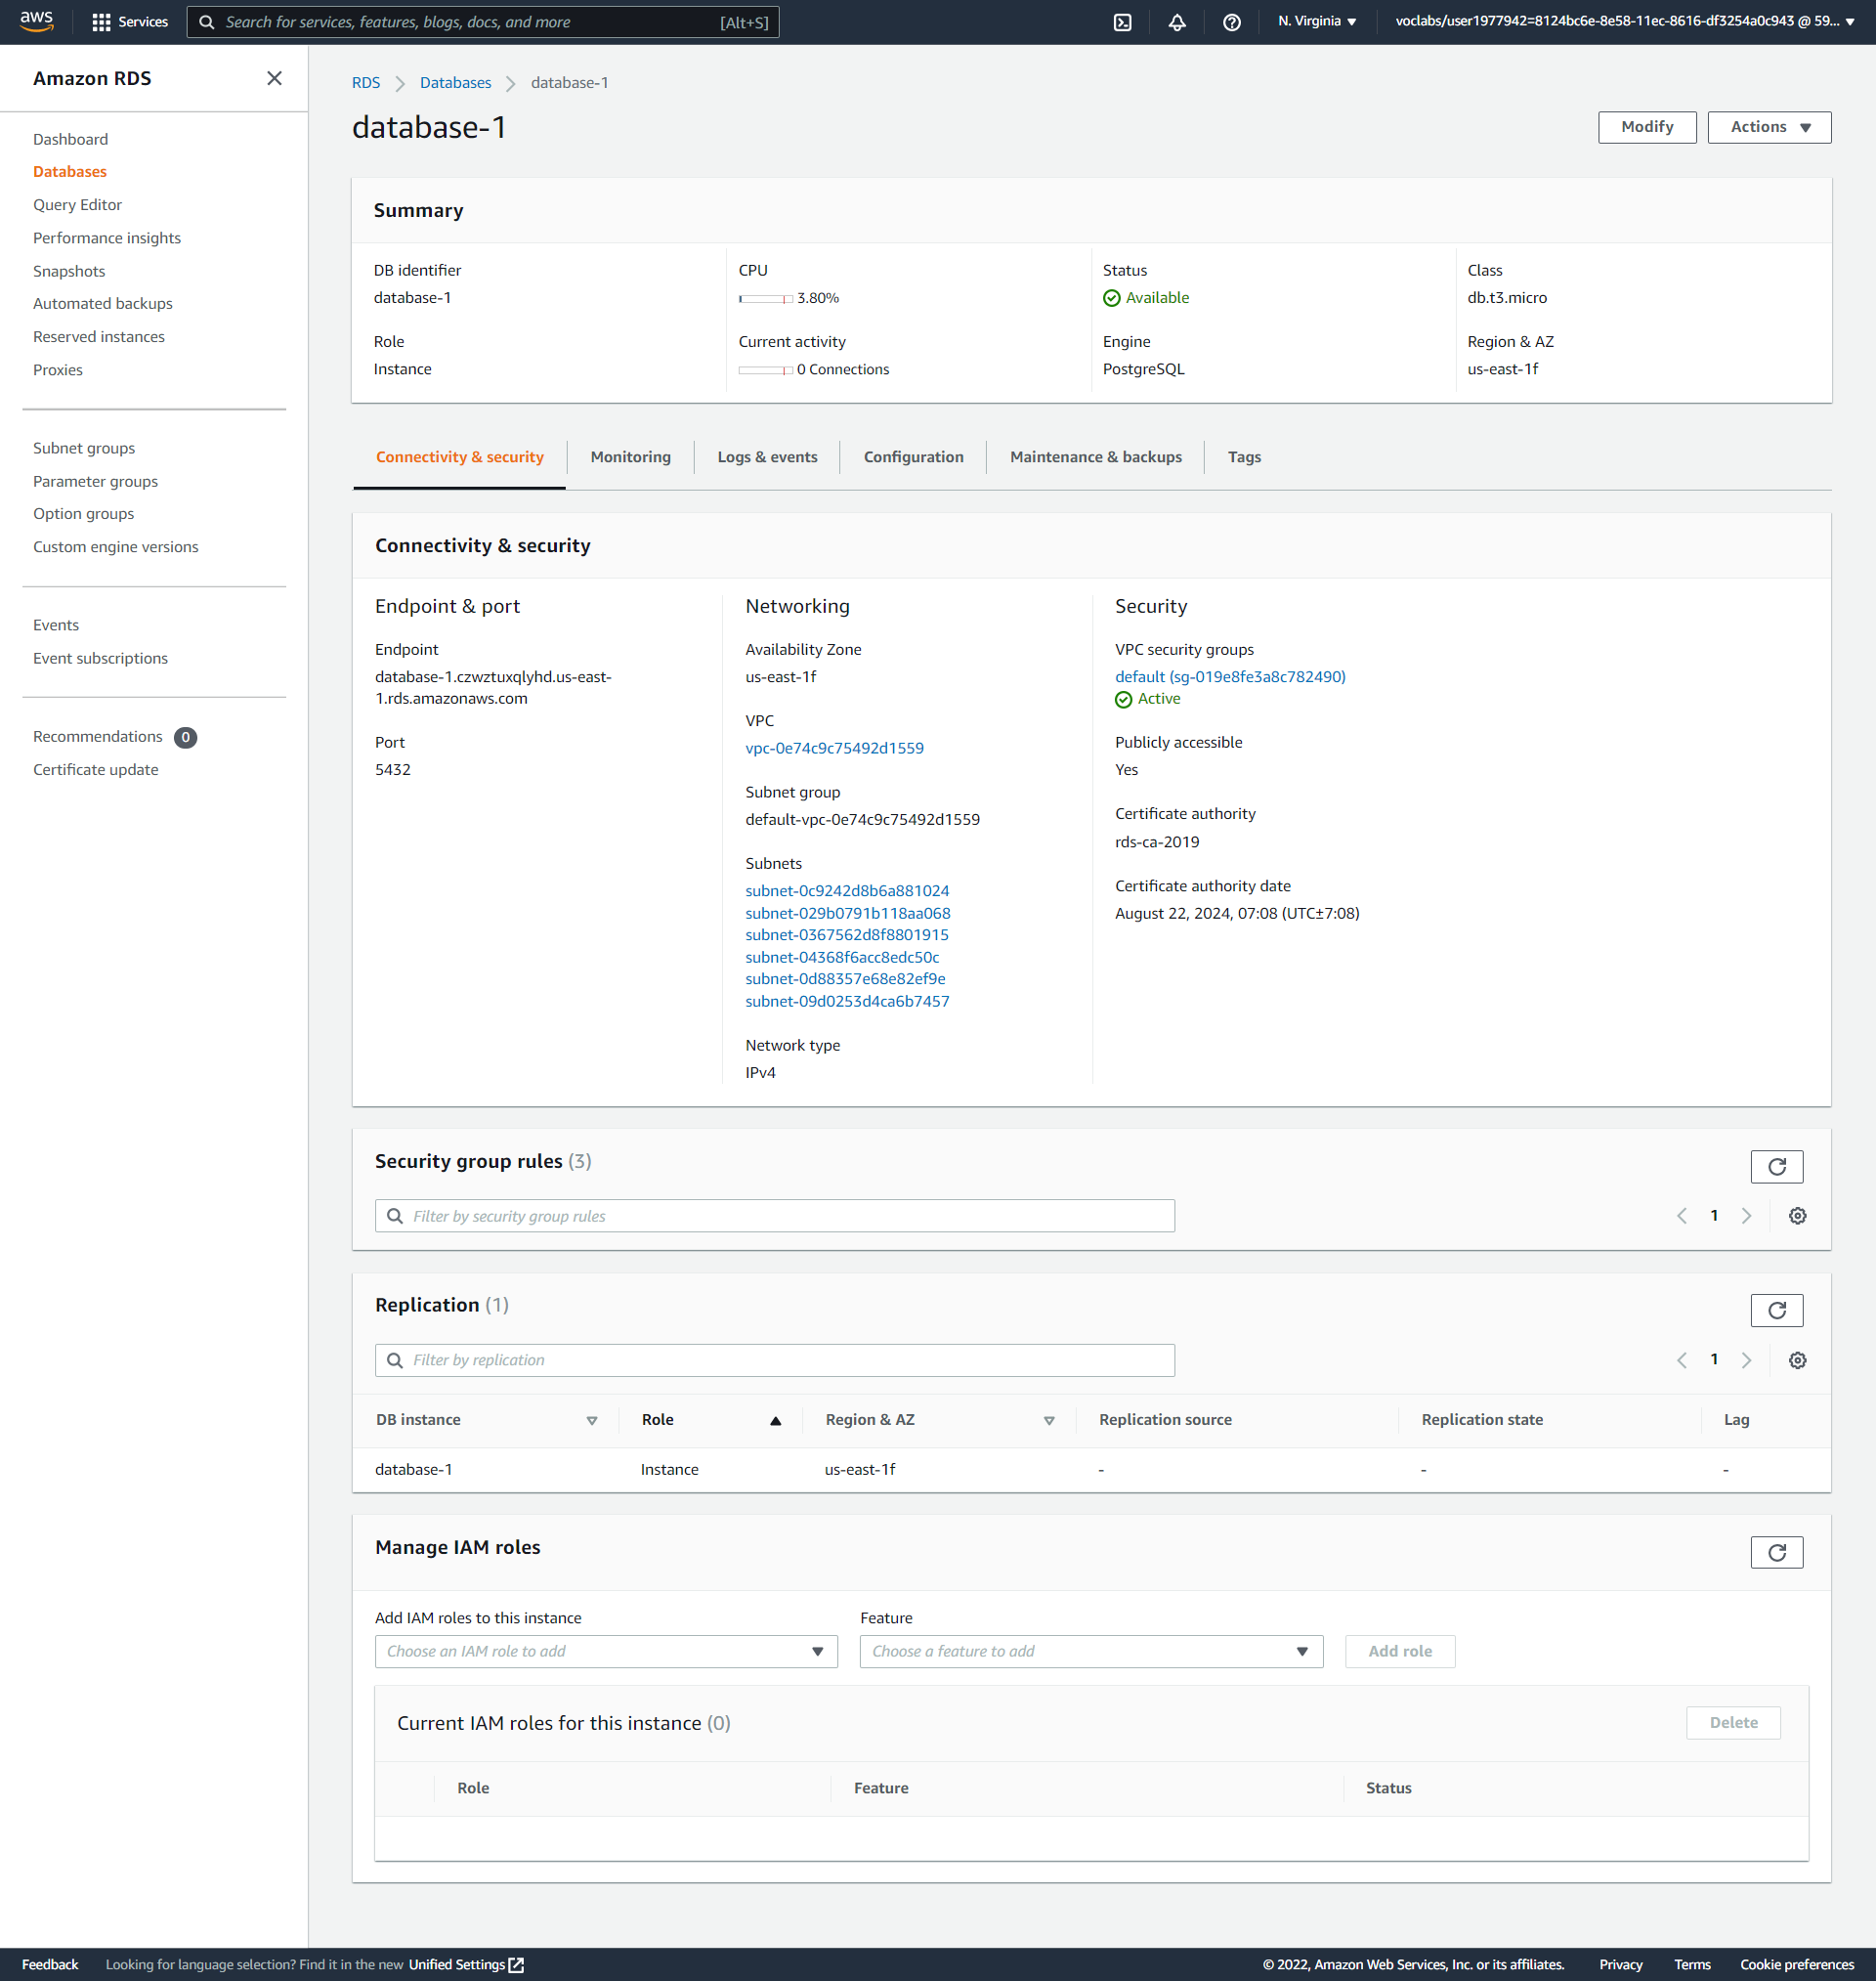 aws
Services
Search for services, features, blogs, docs, and more [Alt+S]
N. Virginia
voclabs/user1977942=8124bc6e-8e58-11ec-8616-df3254a0c943 @ 59...
Amazon RDS
Dashboard
Databases
Query Editor
Performance insights
Snapshots
Automated backups
Reserved instances
Proxies
Subnet groups
Parameter groups
Option groups
Custom engine versions
Events
Event subscriptions
Recommendations 0
Certificate update
RDS
Databases
database-1
database-1
Modify
Actions
Summary
DB identifier
database-1
CPU
3.80%
Status
Available
Class
db.t3.micro
Role
Instance
Current activity
0 Connections
Engine
PostgreSQL
Region & AZ
us-east-1f
Connectivity & security
Monitoring
Logs & events
Configuration
Maintenance & backups
Tags
Connectivity & security
Endpoint & port
Endpoint
database-1.czwztuxqlyhd.us-east-
1.rds.amazonaws.com
Port
5432
Networking
Availability Zone
us-east-1f
VPC
vpc-0e74c9c75492d1559
Subnet group
default-vpc-0e74c9c75492d1559
Subnets
subnet-0c9242d8b6a881024
subnet-029b0791b118aa068
subnet-0367562d8f8801915
subnet-04368f6acc8edc50c
subnet-0d88357e68e82ef9e
subnet-09d0253d4ca6b7457
Network type
IPv4
Security
VPC security groups
default (sg-019e8fe3a8c782490)
Active
Publicly accessible
Yes
Certificate authority
rds-ca-2019
Certificate authority date
August 22, 2024, 07:08 (UTC±7:08)
Security group rules (3)
Filter by security group rules
1
Replication (1)
Filter by replication
1
DB instance Role Region & AZ Replication source Replication state Lag
database-1 Instance us-east-1f - - -
Manage IAM roles
Add IAM roles to this instance
Choose an IAM role to add
Feature
Choose a feature to add
Add role
Current IAM roles for this instance (0)
Delete
Role Feature Status
Feedback
Looking for language selection? Find it in the new Unified Settings
© 2022, Amazon Web Services, Inc. or its affiliates.
Privacy
Terms
Cookie preferences